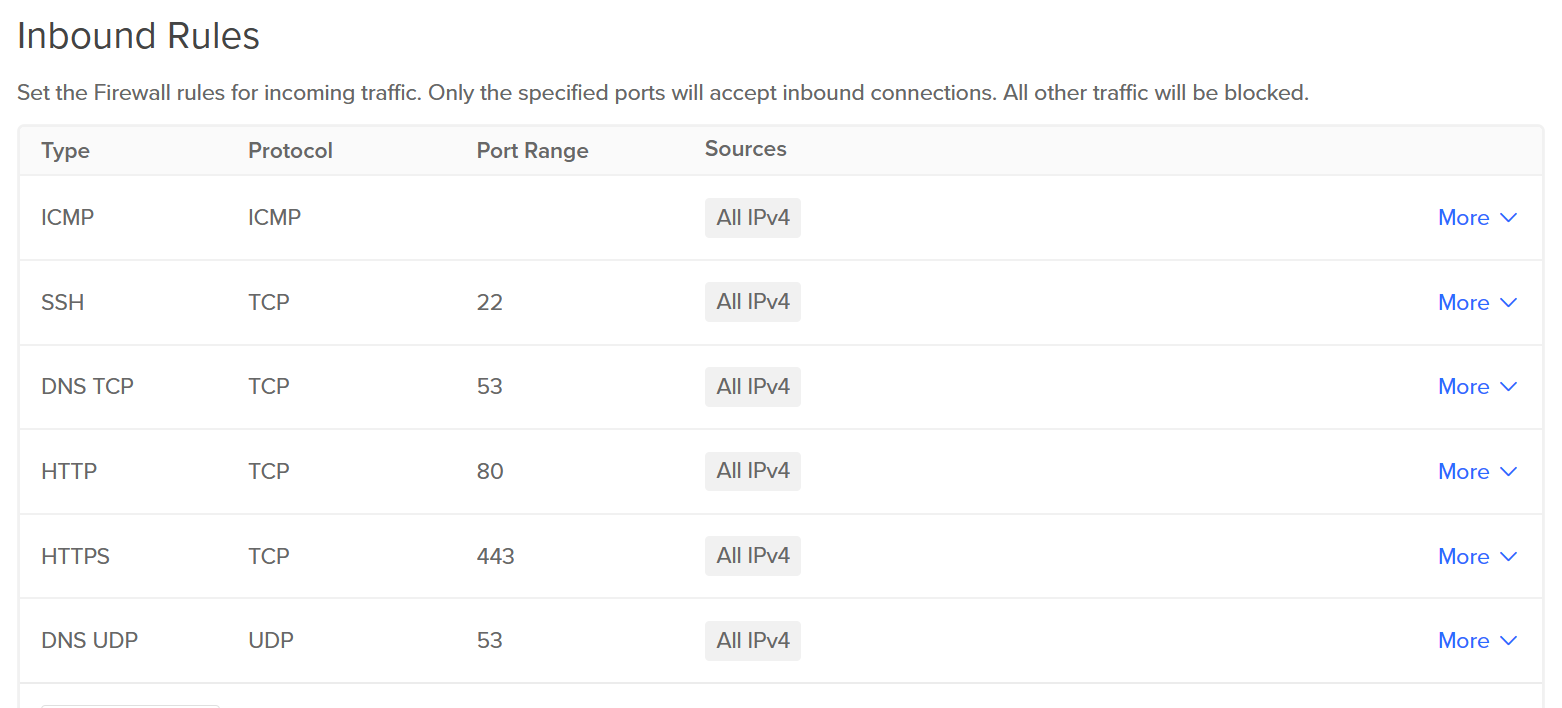 Inbound Rules
Set the Firewall rules for incoming traffic. Only the specified ports will accept inbound connections. All other traffic will be blocked.
Type Protocol Port Range Sources
ICMP ICMP All IPv4 More
SSH TCP 22 All IPv4 More
DNS TCP TCP 53 All IPv4 More
HTTP TCP 80 All IPv4 More
HTTPS TCP 443 All IPv4 More
DNS UDP UDP 53 All IPv4 More